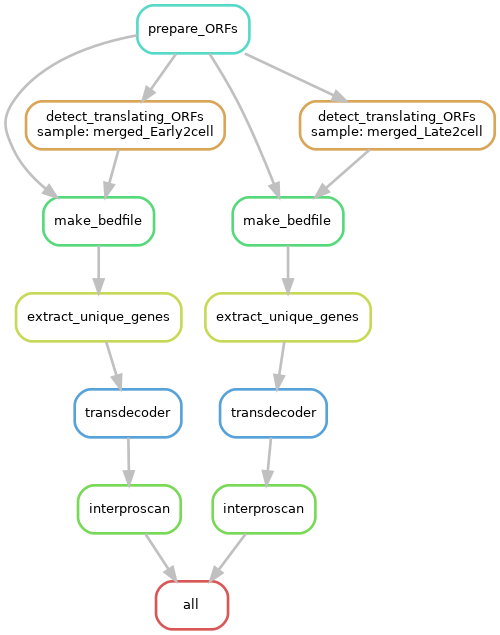 prepare_ORFs
detect_translating_ORFs
sample: merged_Early2cell
detect_translating_ORFs
sample: merged_Late2cell
make_bedfile
make_bedfile
extract_unique_genes
extract_unique_genes
transdecoder
transdecoder
interproscan
interproscan
all